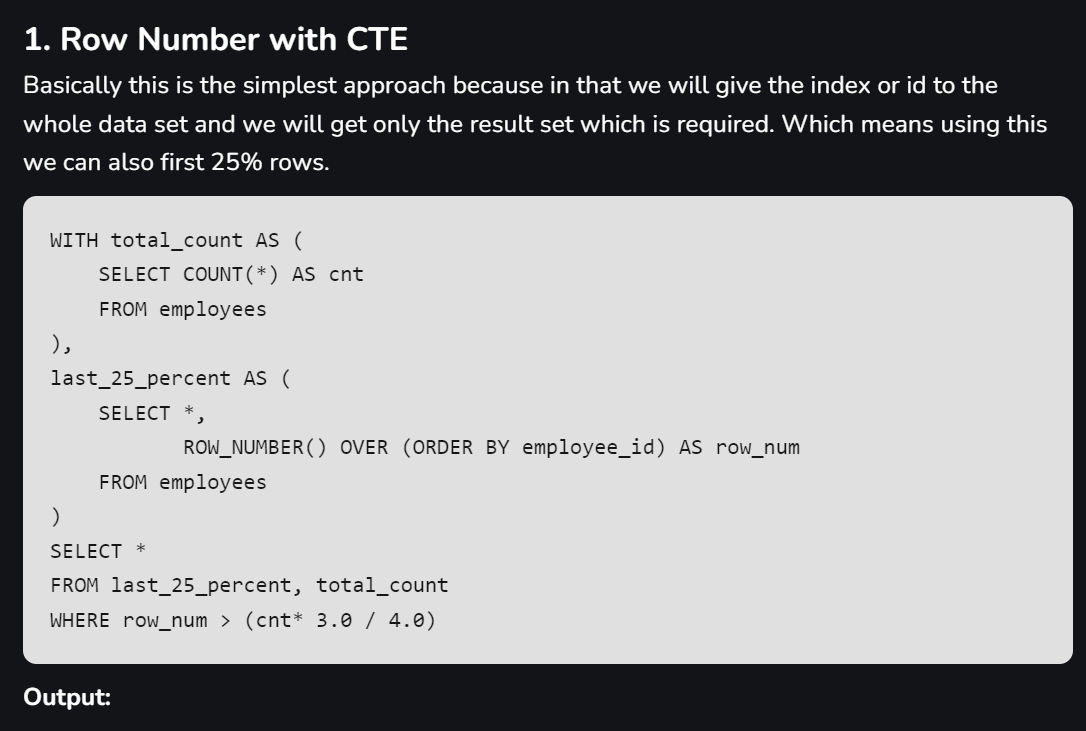 1. Row Number with CTE
Basically this is the simplest approach because in that we will give the index or id to the
whole data set and we will get only the result set which is required. Which means using this
we can also first 25% rows.
WITH total_count AS (
    SELECT COUNT(*) AS cnt
    FROM employees
),
last_25_percent AS (
    SELECT *,
           ROW_NUMBER() OVER (ORDER BY employee_id) AS row_num
    FROM employees
)
SELECT *
FROM last_25_percent, total_count
WHERE row_num > (cnt* 3.0 / 4.0)
Output: